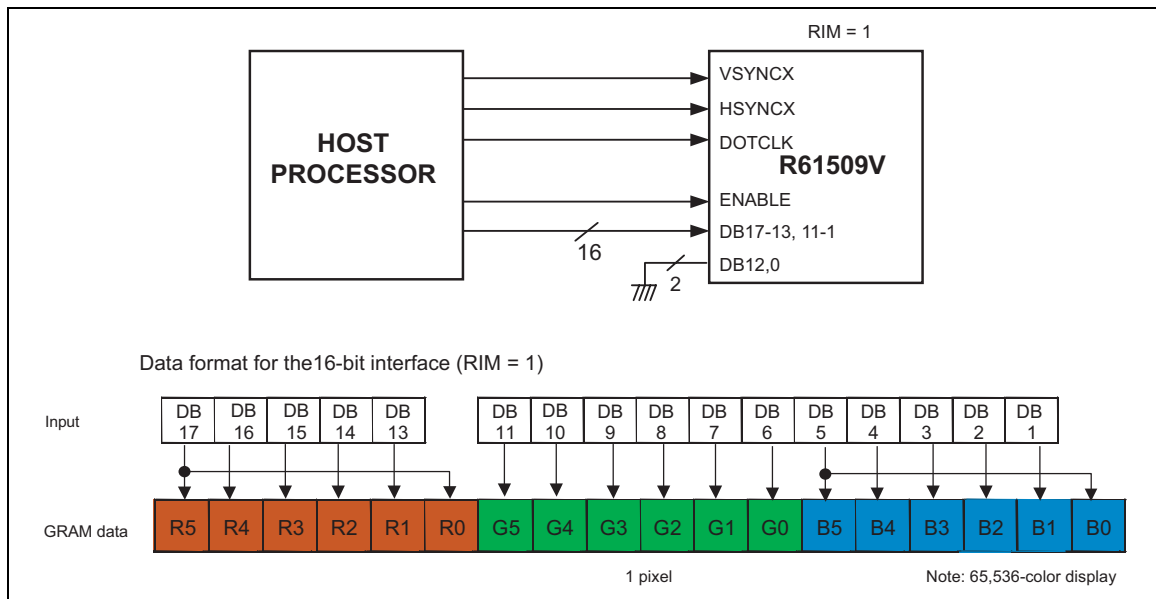 RIM = 1
HOST
PROCESSOR
VSYNCX
HSYNCX
DOTCLK
R61509V
ENABLE
DB17-13, 11-1
16
DB12,0
2
Data format for the16-bit interface (RIM = 1)
Input
DB 17 DB 16 DB 15 DB 14 DB 13 DB 11 DB 10 DB 9 DB 8 DB 7 DB 6 DB 5 DB 4 DB 3 DB 2 DB 1
GRAM data
R5 R4 R3 R2 R1 R0 G5 G4 G3 G2 G1 G0 B5 B4 B3 B2 B1 B0
1 pixel
Note: 65,536-color display